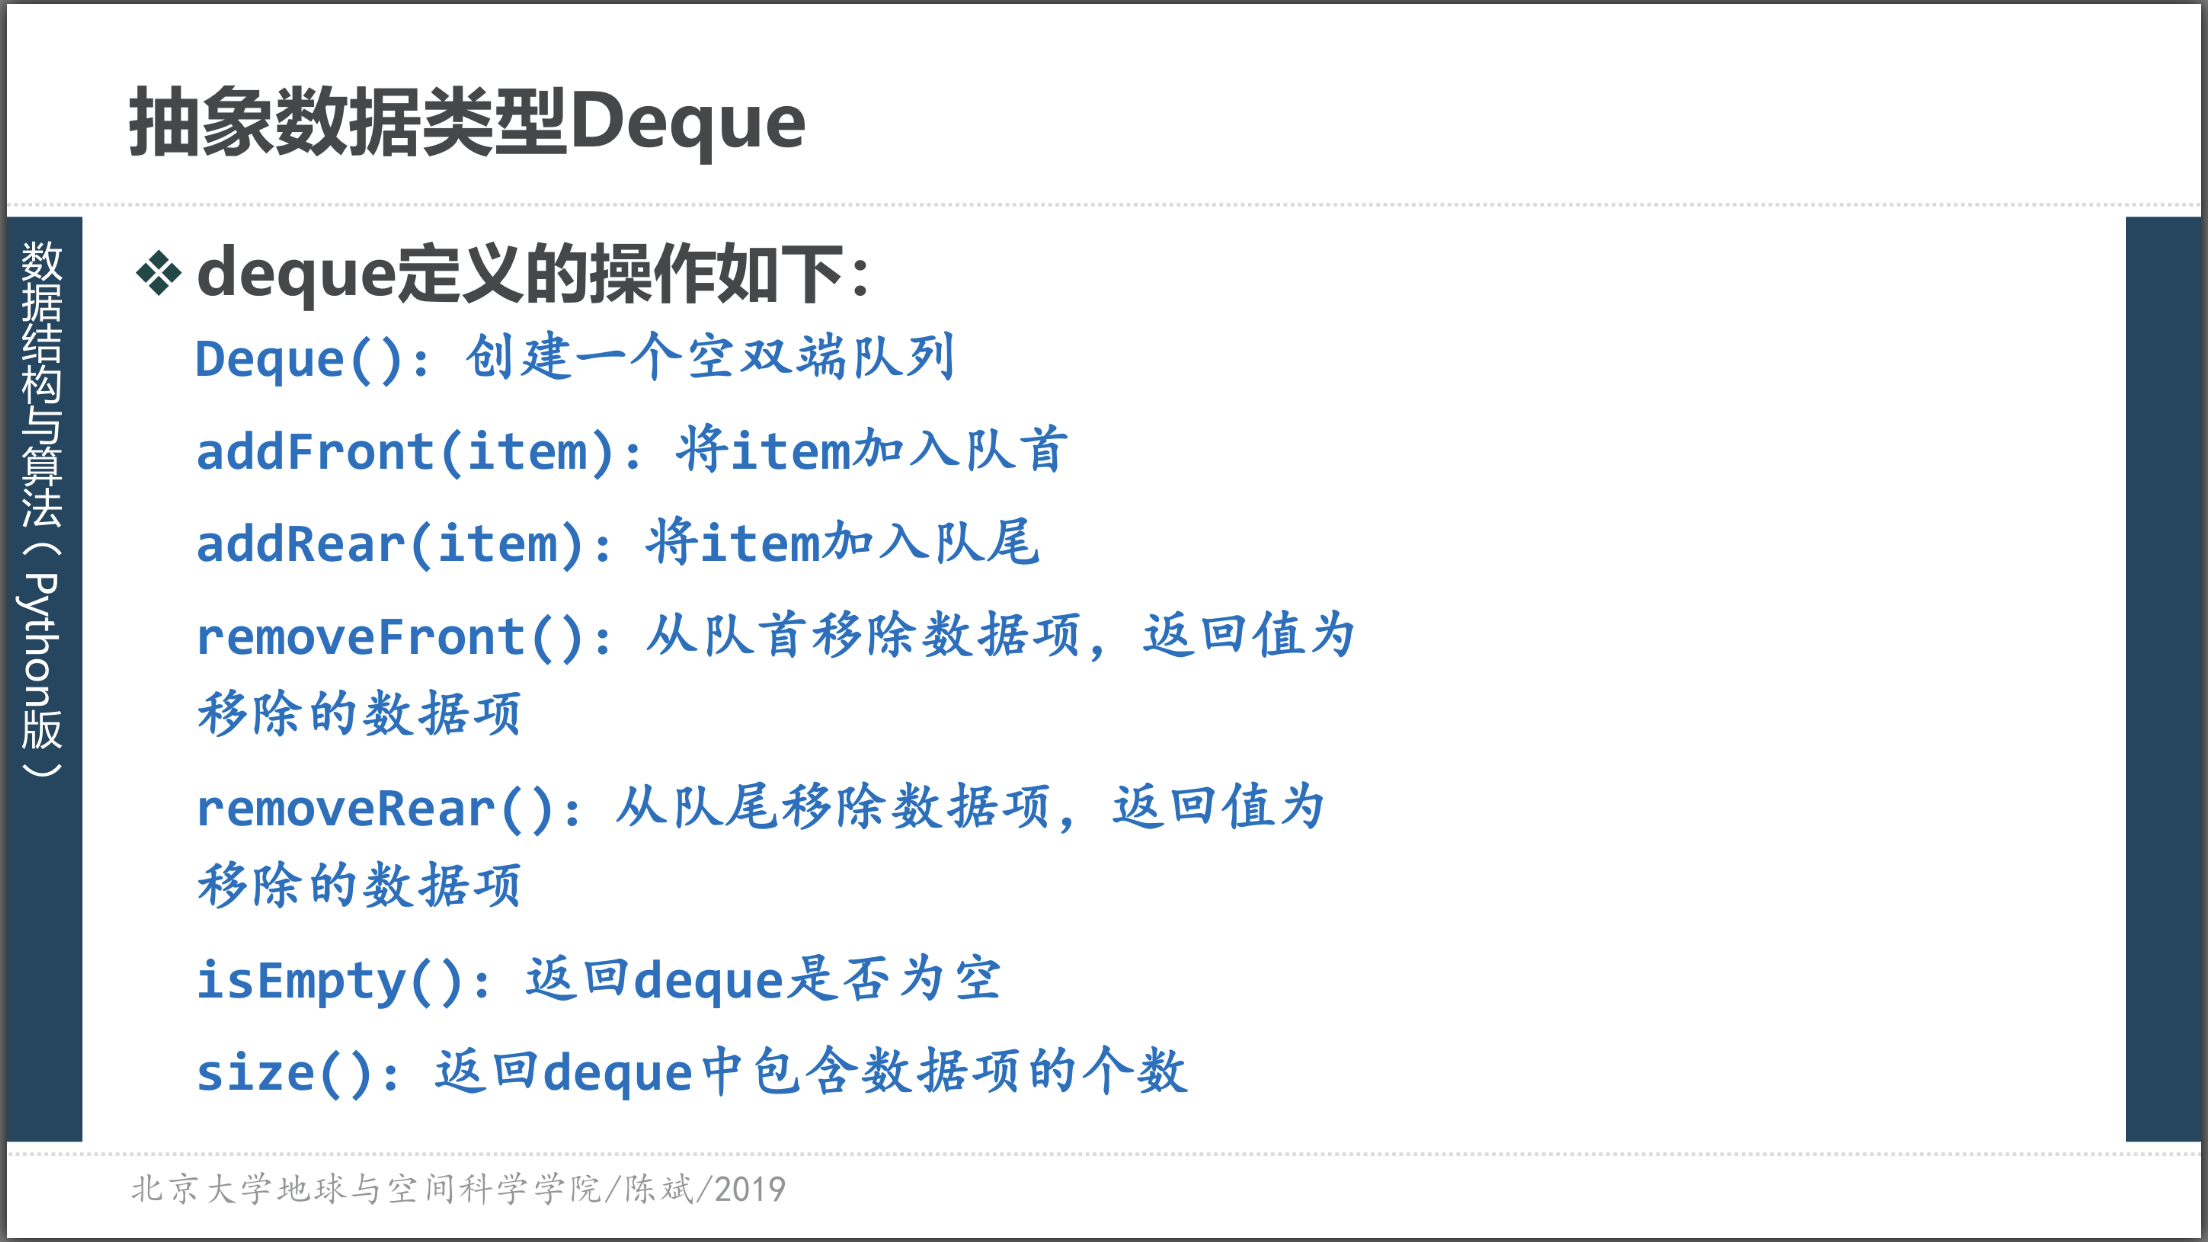 抽象数据类型Deque
数据结构与算法（Python版）
deque定义的操作如下：
Deque()：创建一个空双端队列
addFront(item)：将item加入队首
addRear(item)：将item加入队尾
removeFront()：从队首移除数据项，返回值为
移除的数据项
removeRear()：从队尾移除数据项，返回值为
移除的数据项
isEmpty()：返回deque是否为空
size()：返回deque中包含数据项的个数
北京大学地球与空间科学学院/陈斌/2019